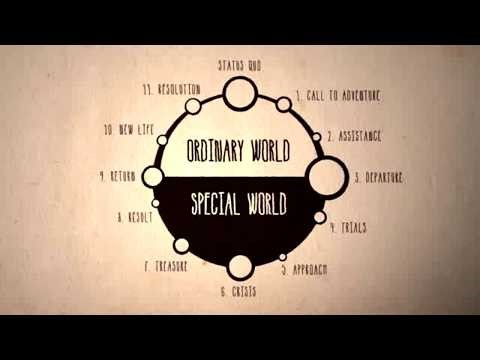 STATUS QUO
1. CALL TO ADVENTURE
2. ASSISTANCE
3. DEPARTURE
4. TRIALS
5. APPROACH
6. CRISIS
7. TREASURE
8. RESULT
9. RETURN
10. NEW LIFE
11. RESOLUTION
ORDINARY WORLD
SPECIAL WORLD